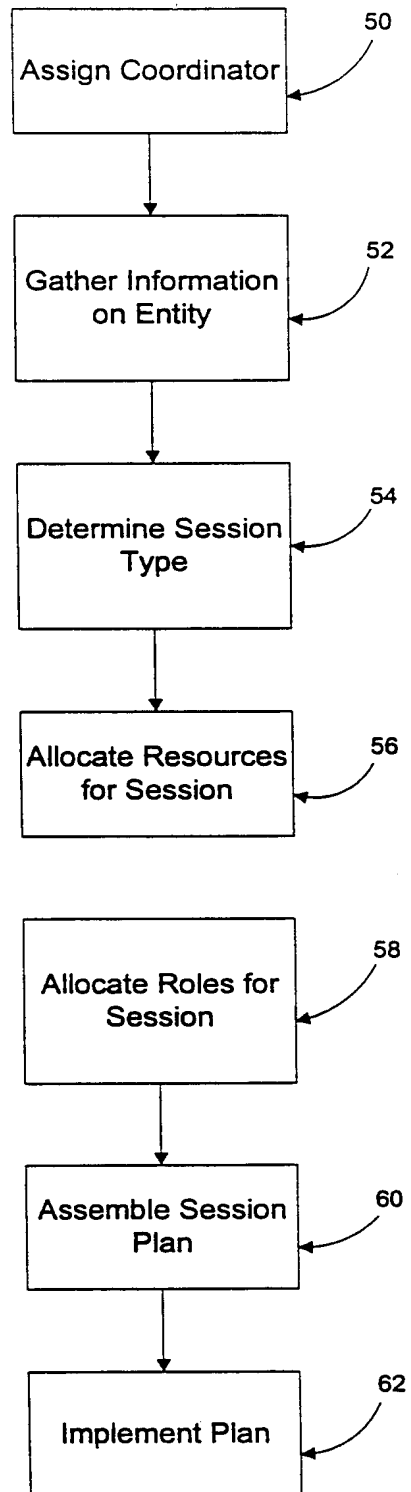 50
Assign Coordinator
52
Gather Information
on Entity
54
Determine Session
Type
56
Allocate Resources
for Session
58
Allocate Roles for
Session
60
Assemble Session
Plan
62
Implement Plan